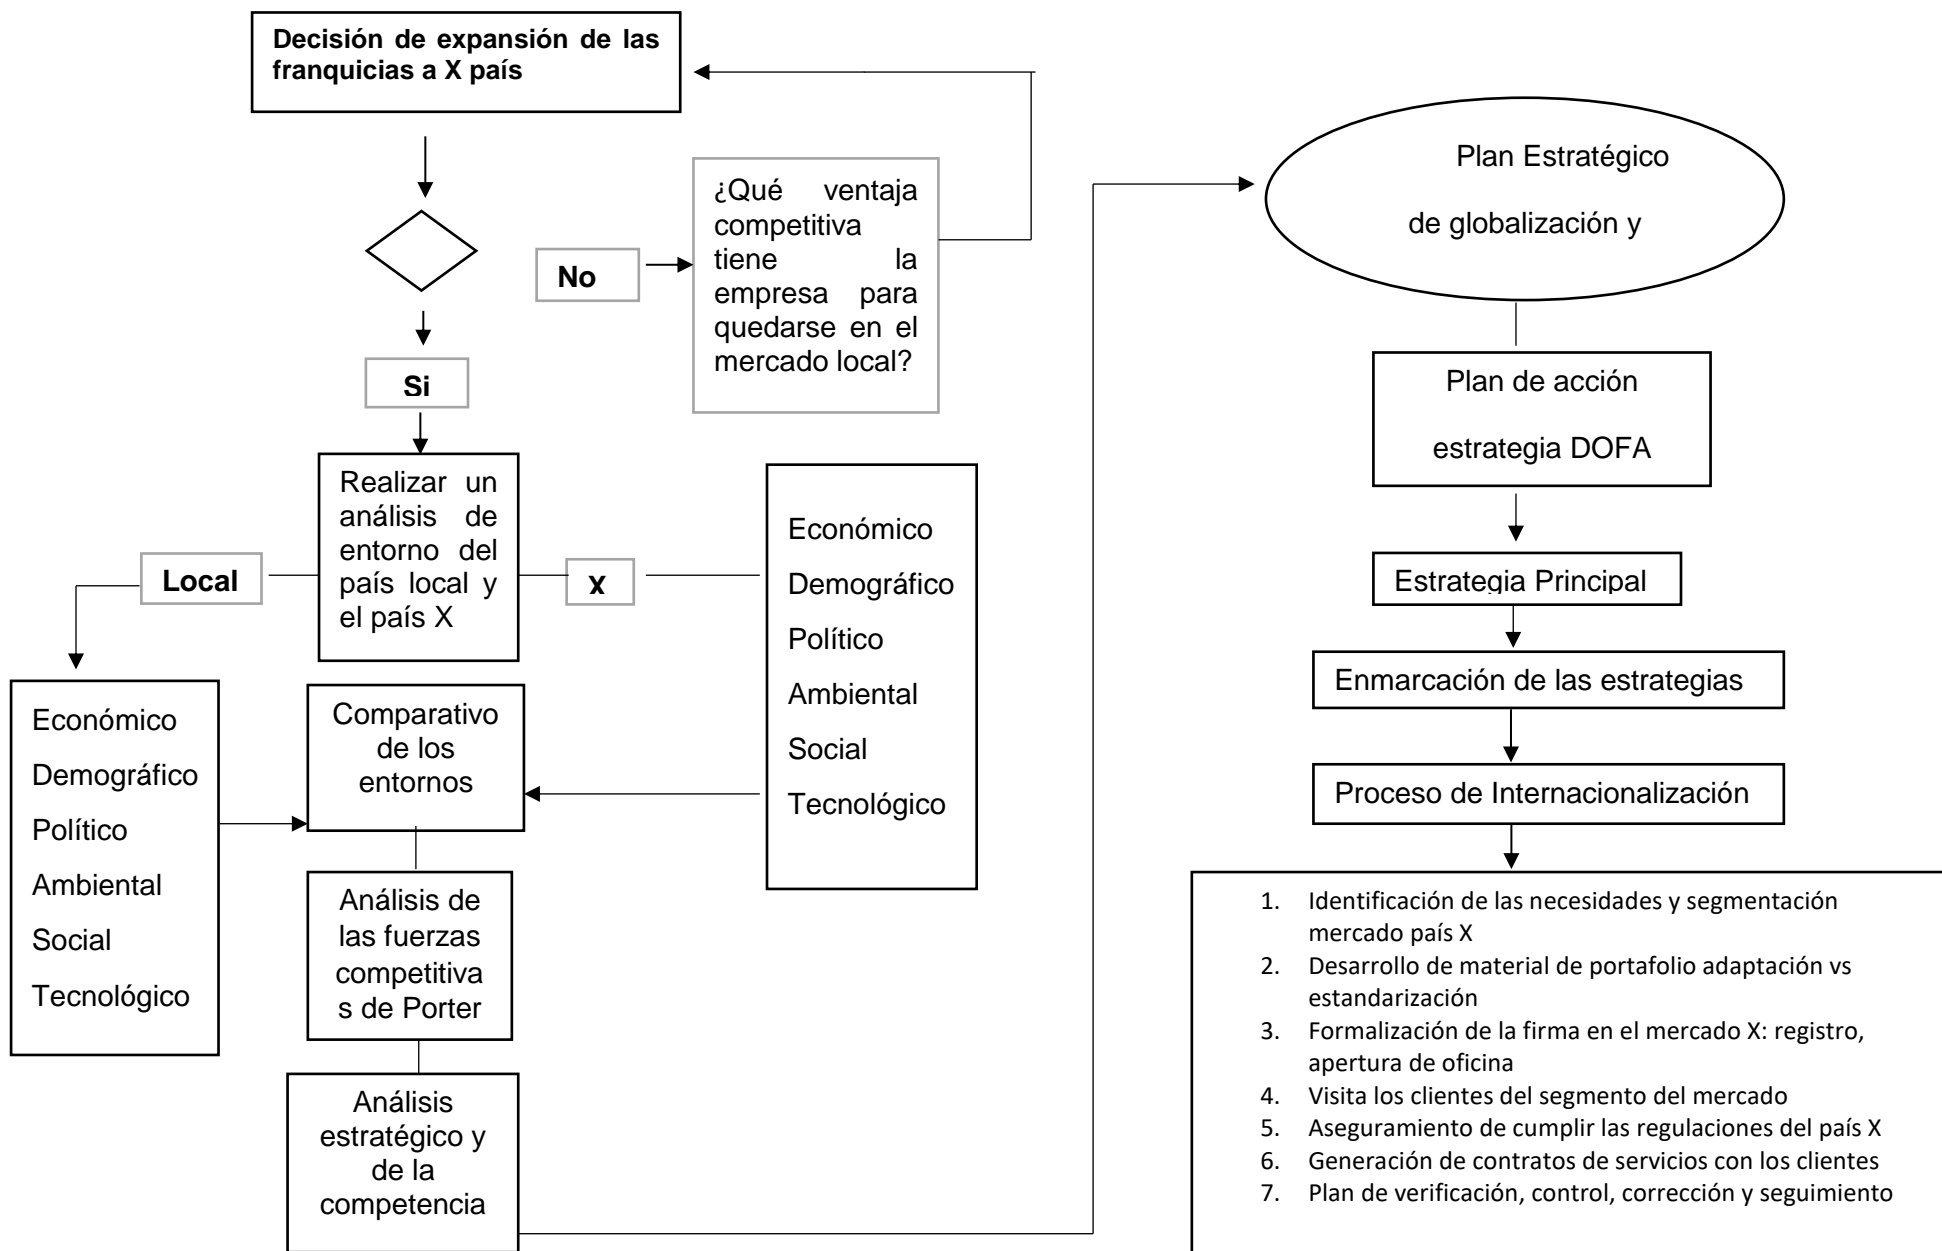 Decisión de expansión de las
franquicias a X país
¿Qué ventaja
competitiva
tiene la
empresa para
quedarse en el
mercado local?
No
Si
Realizar un
análisis de
entorno del
país local y
el país X
Local
X
Económico
Demográfico
Político
Ambiental
Social
Tecnológico
Económico
Demográfico
Político
Ambiental
Social
Tecnológico
Comparativo
de los
entornos
Análisis de
las fuerzas
competitiva
s de Porter
Análisis
estratégico y
de la
competencia
Plan Estratégico
de globalización y
Plan de acción
estrategia DOFA
Estrategia Principal
Enmarcación de las estrategias
Proceso de Internacionalización
1. Identificación de las necesidades y segmentación
mercado país X
2. Desarrollo de material de portafolio adaptación vs
estandarización
3. Formalización de la firma en el mercado X: registro,
apertura de oficina
4. Visita los clientes del segmento del mercado
5. Aseguramiento de cumplir las regulaciones del país X
6. Generación de contratos de servicios con los clientes
7. Plan de verificación, control, corrección y seguimiento